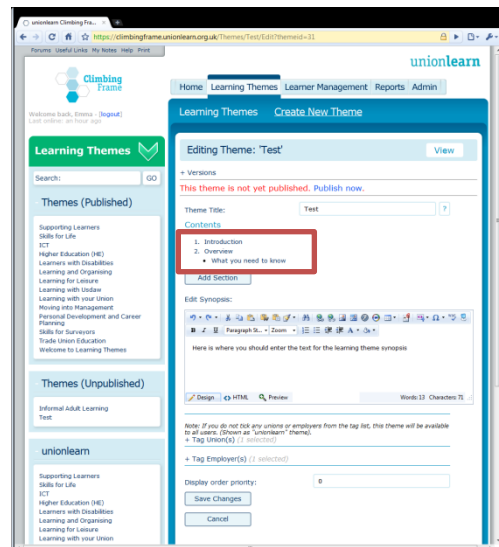 unionlearn Climbing Fra...
https://climbingframe.unionlearn.org.uk/Themes/Test/Edit?themeid=31
Forums Useful Links My Notes Help Print
unionlearn
Climbing
Frame
Home Learning Themes Learner Management Reports Admin
Welcome back, Emma - [logout]
Last online: an hour ago
Learning Themes Create New Theme
Learning Themes
Editing Theme: 'Test'
View
Search:
GO
+ Versions
This theme is not yet published. Publish now.
Themes (Published)
Theme Title:
Test
?
Supporting Learners
Skills for Life
ICT
Higher Education (HE)
Learners with Disabilities
Learning and Organising
Learning for Leisure
Learning with Usdaw
Learning with your Union
Moving into Management
Personal Development and Career
Planning
Skills for Surveyors
Trade Union Education
Welcome to Learning Themes
Contents
1. Introduction
2. Overview
• What you need to know
Add Section
Edit Synopsis:
B I U Paragraph St... Zoom
Here is where you should enter the text for the learning theme synopsis
Design HTML Preview
Words:13 Characters:71
Themes (Unpublished)
Informal Adult Learning
Test
Note: If you do not tick any unions or employers from the tag list, this theme will be available
to all users. (Shown as "unionlearn" theme).
+ Tag Union(s) (1 selected)
+ Tag Employer(s) (1 selected)
unionlearn
Supporting Learners
Skills for Life
ICT
Higher Education (HE)
Learners with Disabilities
Learning and Organising
Learning for Leisure
Learning with your Union
Display order priority:
0
Save Changes
Cancel